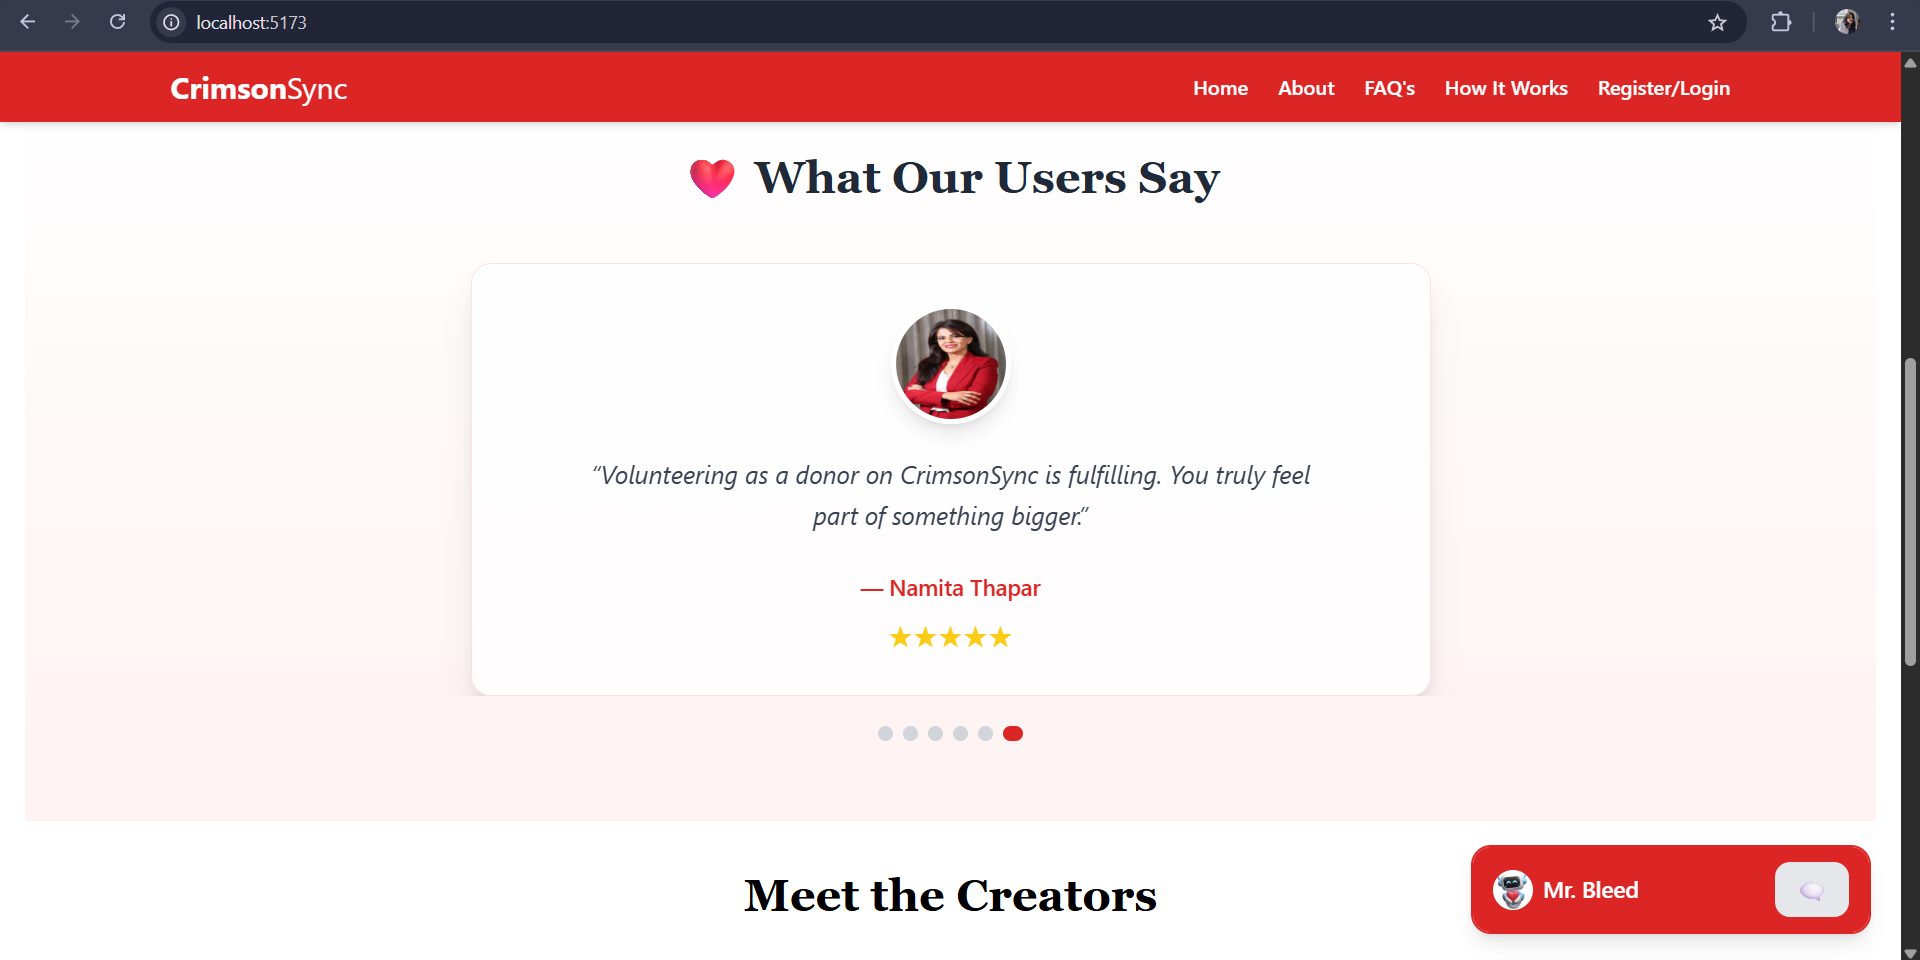 localhost:5173
CrimsonSync
Home About FAQ's How It Works Register/Login
What Our Users Say
“Volunteering as a donor on CrimsonSync is fulfilling. You truly feel
part of something bigger.”
— Namita Thapar
★★★★★
Meet the Creators
Mr. Bleed